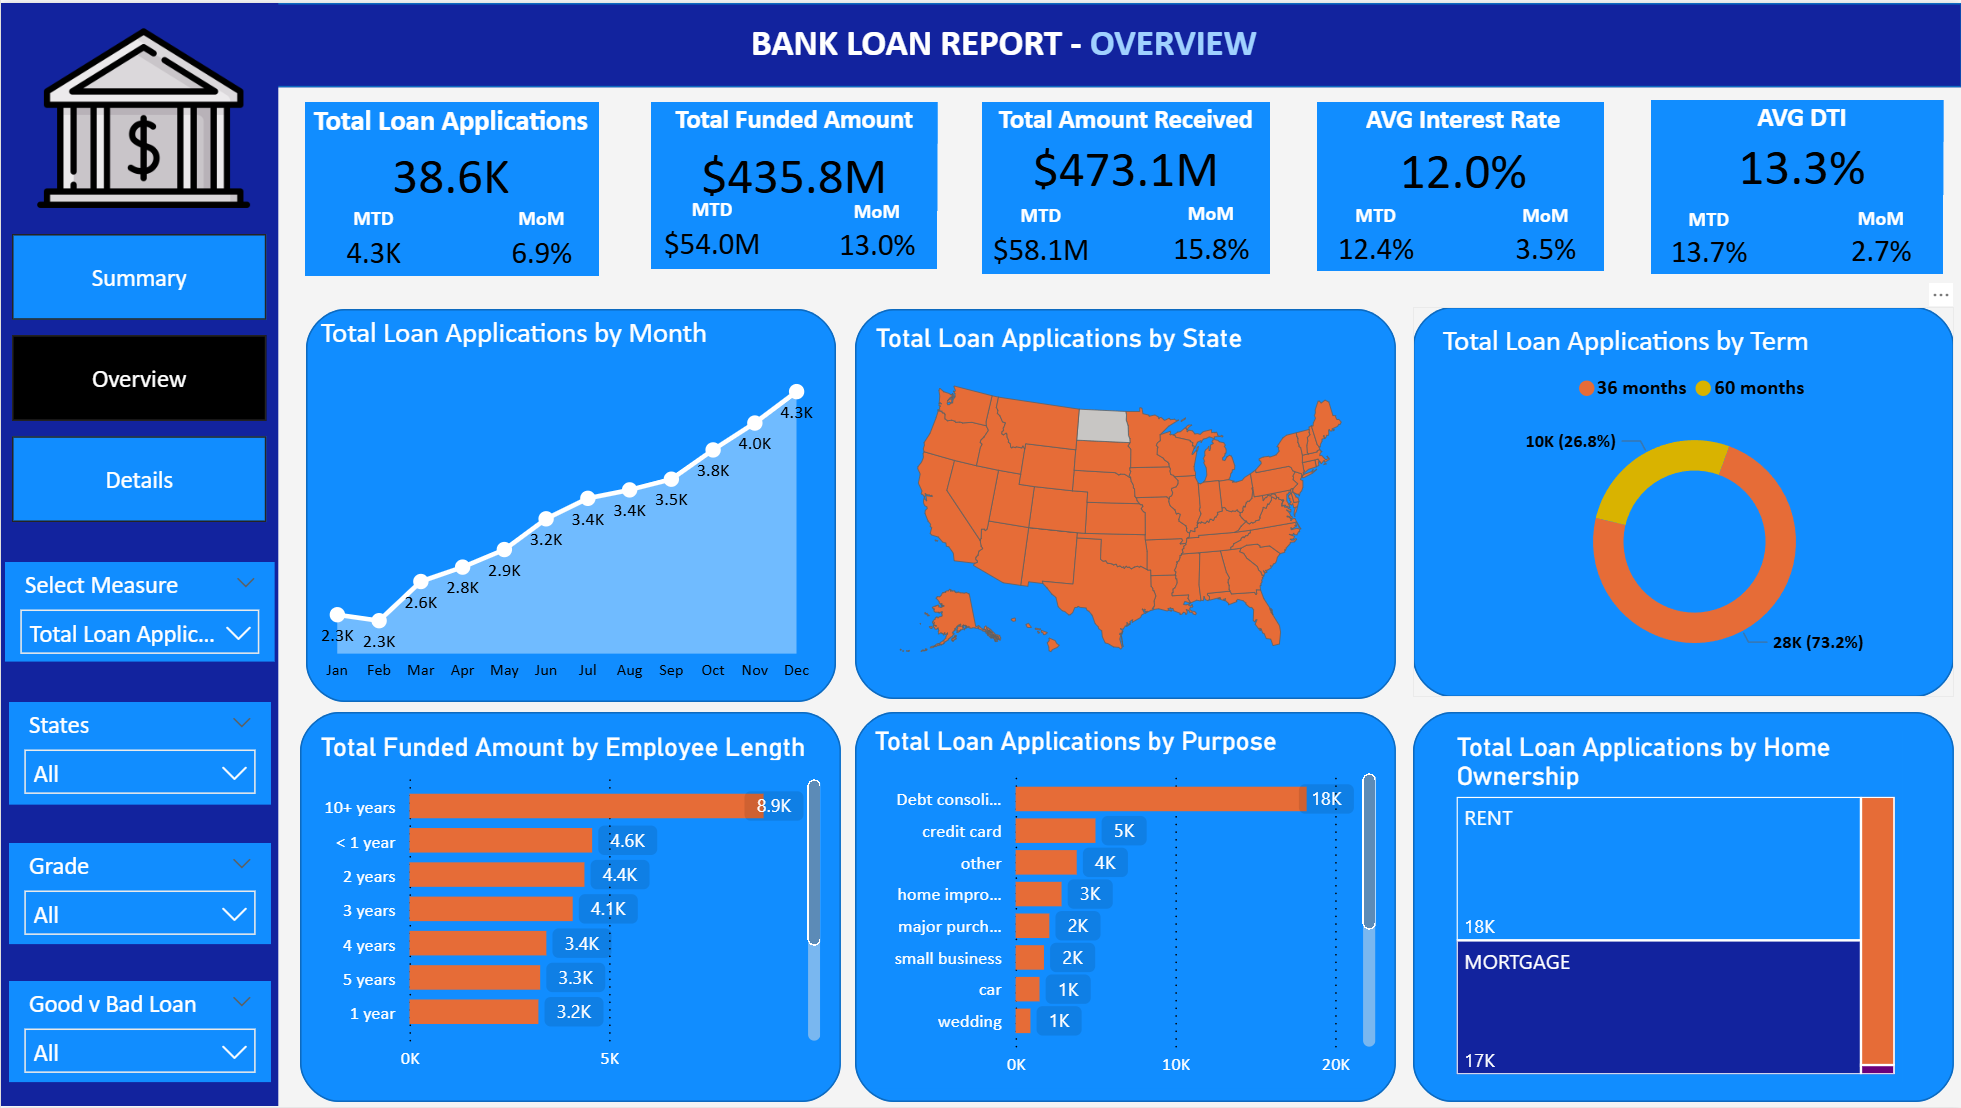 BANK LOAN REPORT - OVERVIEW
$
Summary
Overview
Details
Select Measure
Total Loan Applic...
States
All
Grade
All
Good v Bad Loan
All
Total Loan Applications
38.6K
MTD MoM
4.3K 6.9%
Total Funded Amount
$435.8M
MTD MoM
$54.0M 13.0%
Total Amount Received
$473.1M
MTD MoM
$58.1M 15.8%
AVG Interest Rate
12.0%
MTD MoM
12.4% 3.5%
AVG DTI
13.3%
MTD MoM
13.7% 2.7%
...
Total Loan Applications by Month
2.3K 2.3K 2.6K 2.8K 2.9K 3.2K 3.4K 3.4K 3.5K 3.8K 4.0K 4.3K
Jan Feb Mar Apr May Jun Jul Aug Sep Oct Nov Dec
Total Loan Applications by State
Total Loan Applications by Term
36 months 60 months
10K (26.8%)
28K (73.2%)
Total Funded Amount by Employee Length
10+ years 8.9K
< 1 year 4.6K
2 years 4.4K
3 years 4.1K
4 years 3.4K
5 years 3.3K
1 year 3.2K
0K 5K
Total Loan Applications by Purpose
Debt consoli... 18K
credit card 5K
other 4K
home impro... 3K
major purch... 2K
small business 2K
car 1K
wedding 1K
0K 10K 20K
Total Loan Applications by Home
Ownership
RENT
18K
MORTGAGE
17K